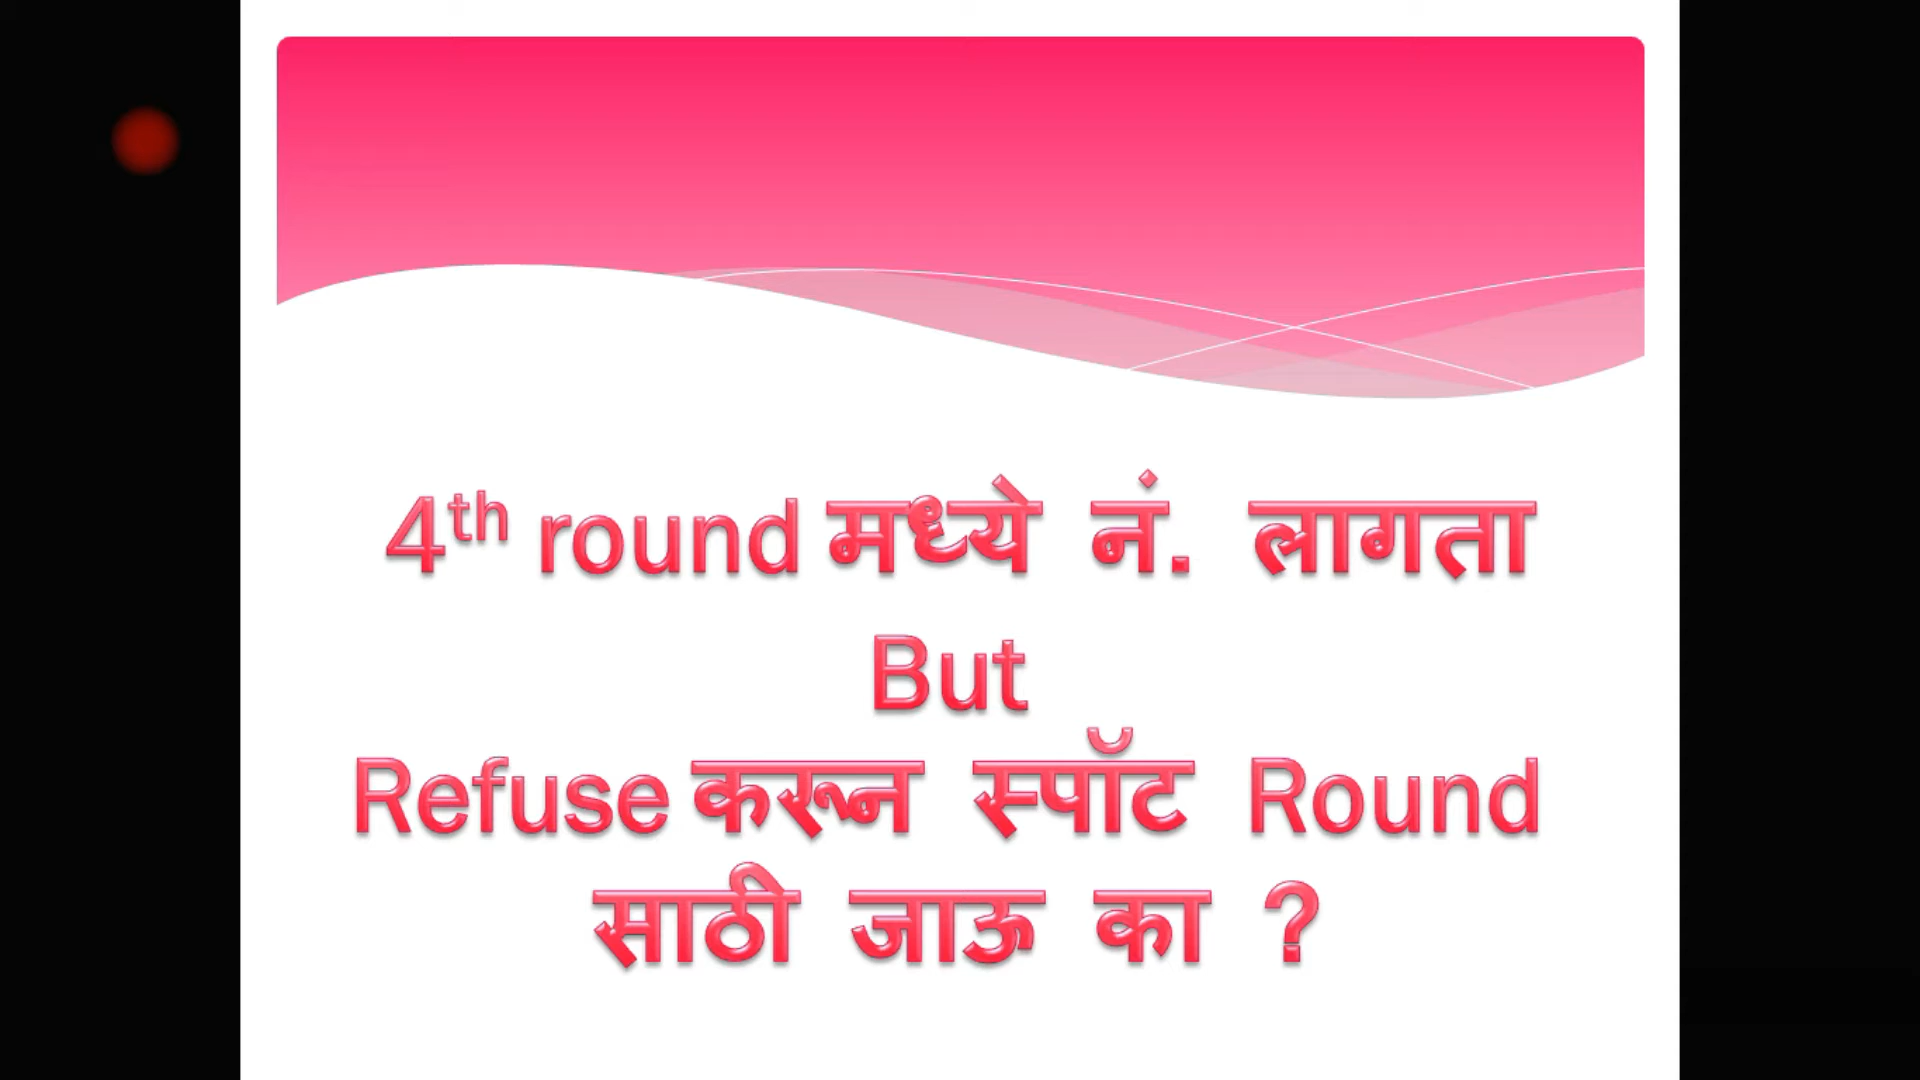 4th round मध्ये नं. लागता
But
Refuse करून स्पॉट Round
साठी जाऊ का ?